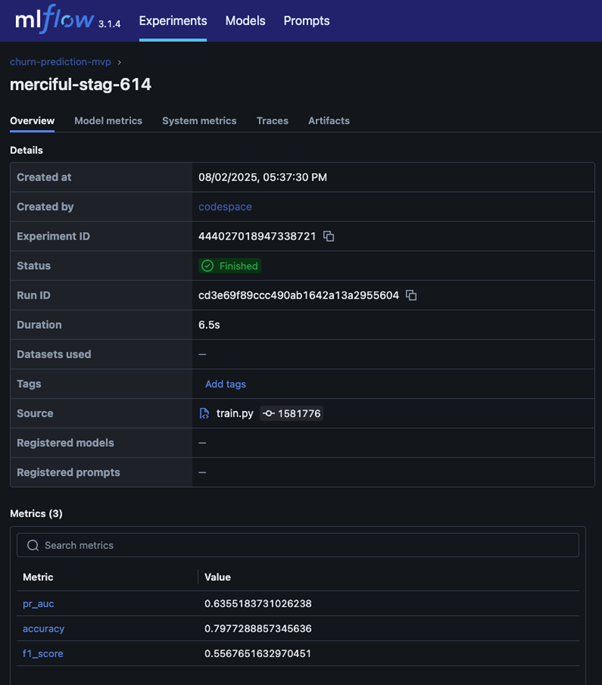 mlflow 3.1.4 Experiments Models Prompts
churn-prediction-mvp ›
merciful-stag-614
Overview Model metrics System metrics Traces Artifacts
Details
Created at 08/02/2025, 05:37:30 PM
Created by codespace
Experiment ID 444027018947338721
Status Finished
Run ID cd3e69f89ccc490ab1642a13a2955604
Duration 6.5s
Datasets used —
Tags Add tags
Source train.py 1581776
Registered models —
Registered prompts —
Metrics (3)
Search metrics
Metric Value
pr_auc 0.6355183731026238
accuracy 0.7977288857345636
f1_score 0.5567651632970451